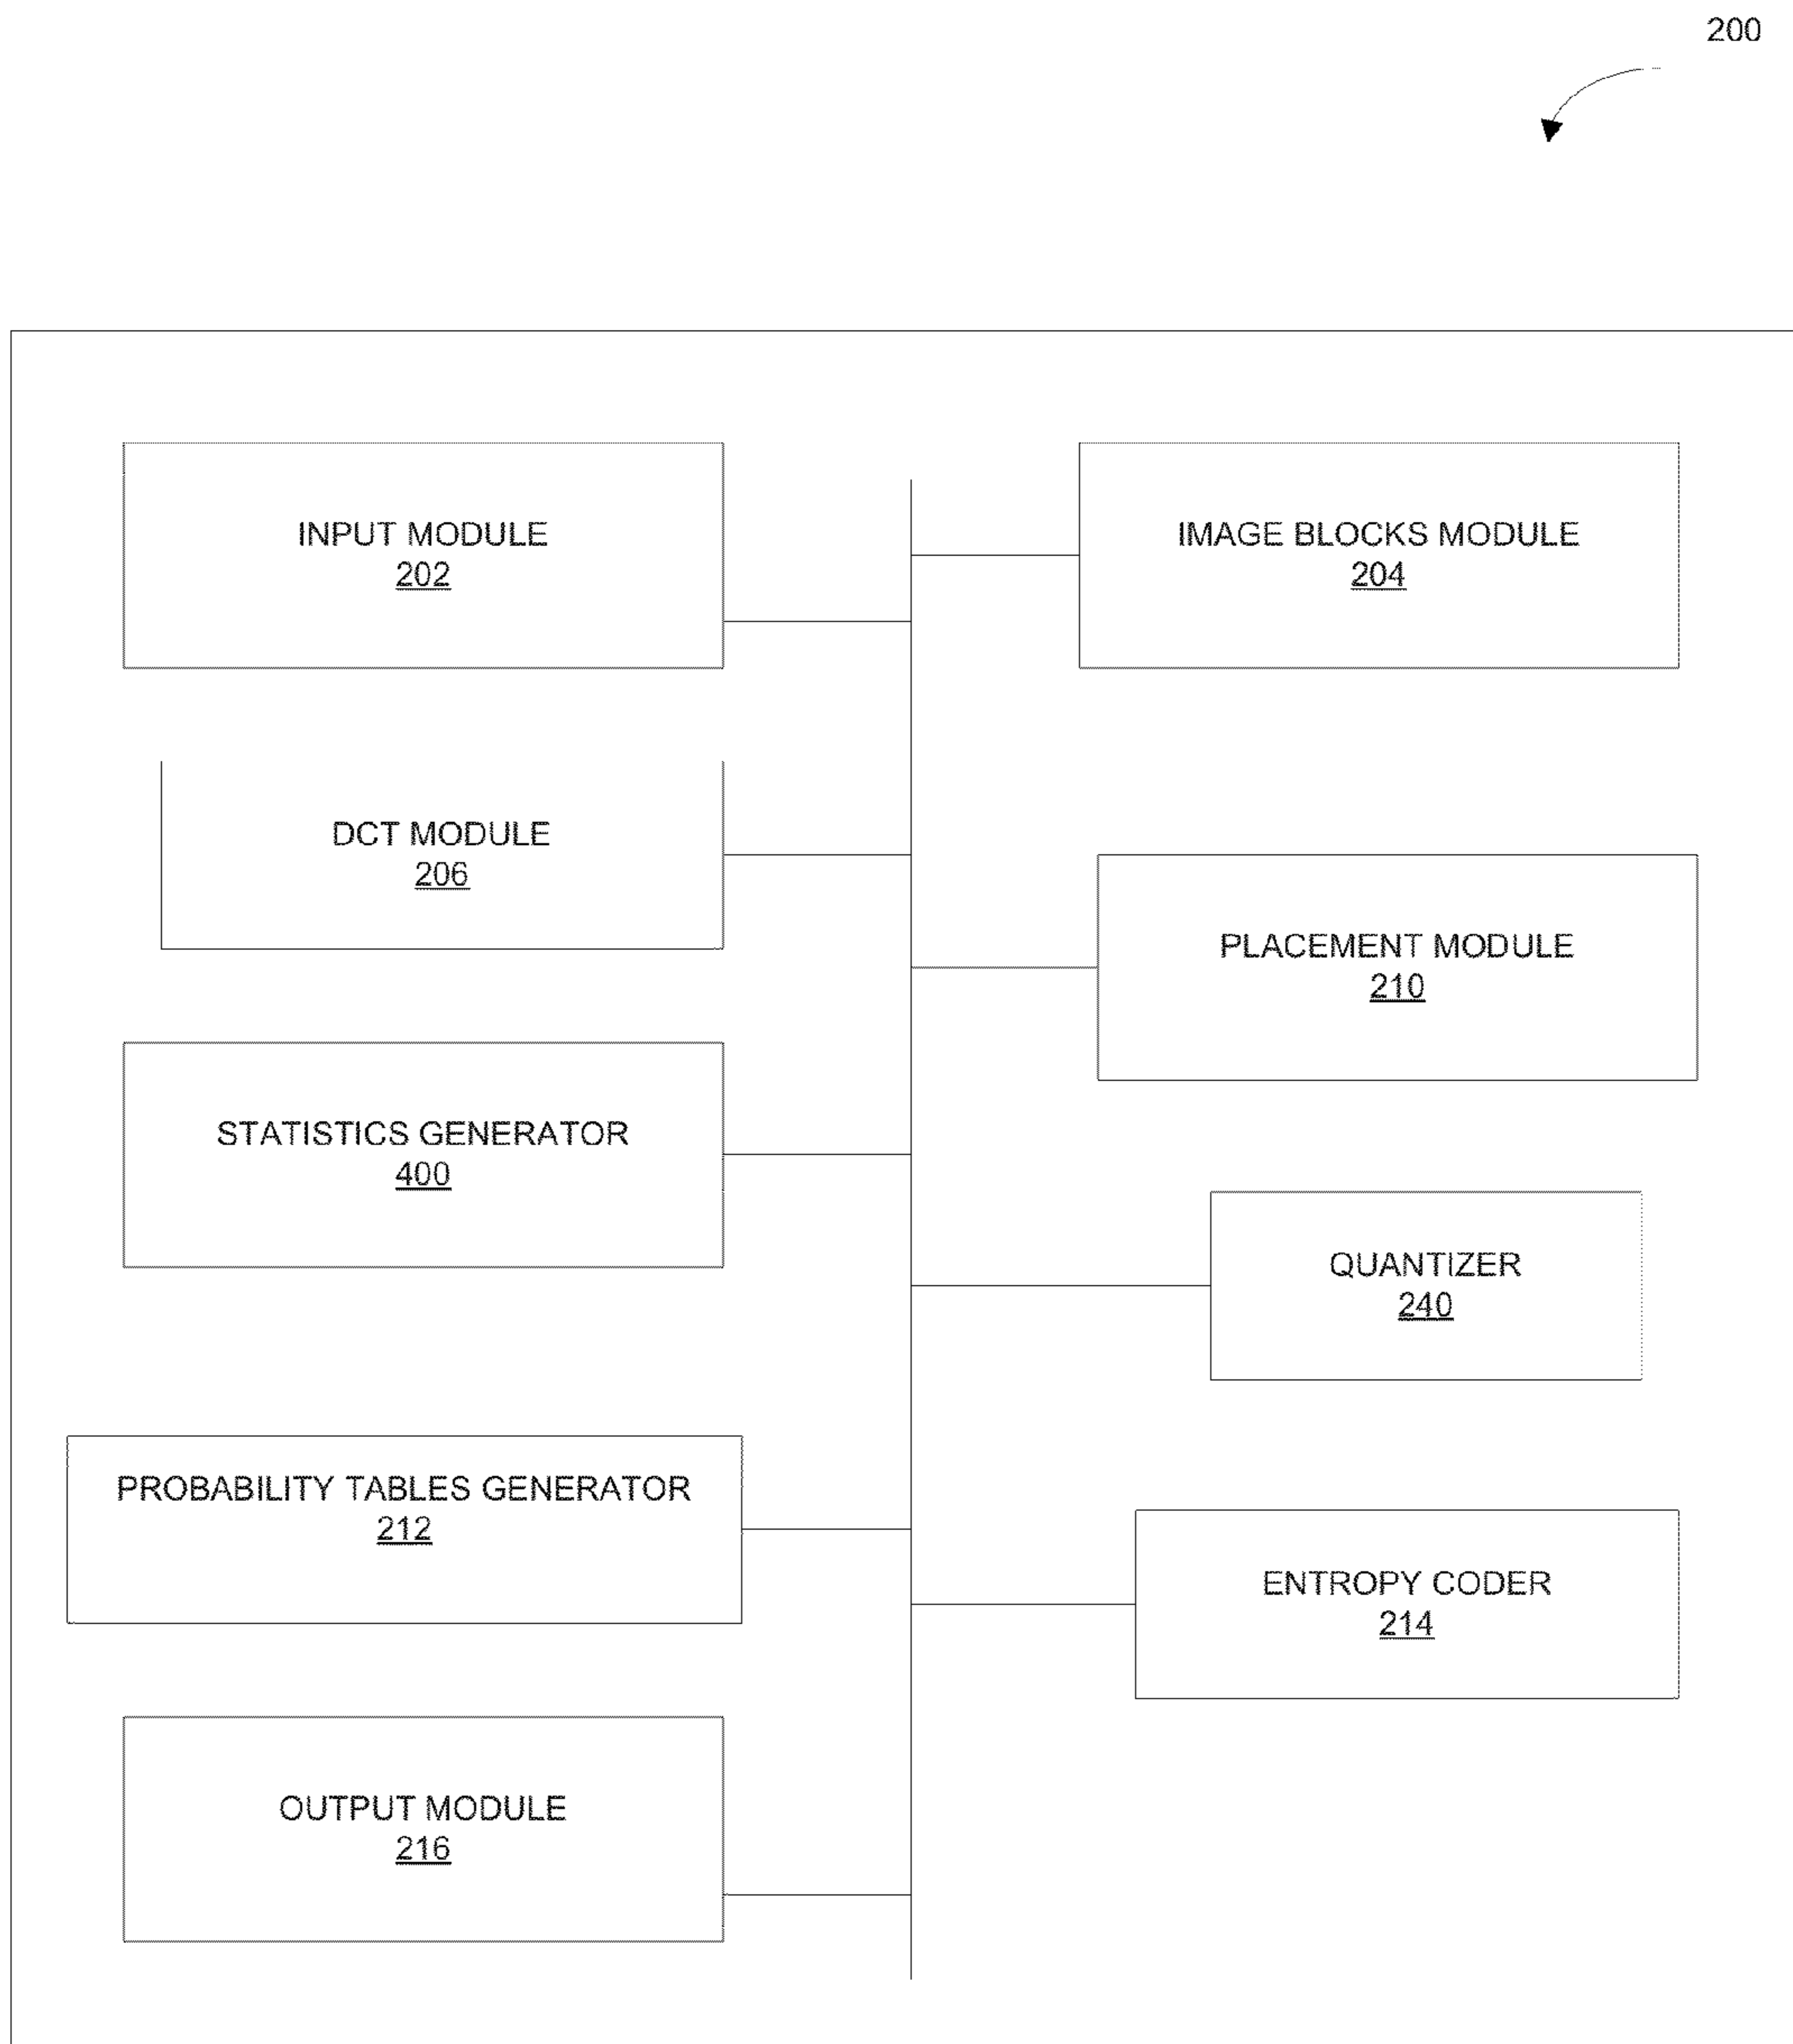 200
INPUT MODULE
202
IMAGE BLOCKS MODULE
204
DCT MODULE
206
PLACEMENT MODULE
210
STATISTICS GENERATOR
400
QUANTIZER
240
PROBABILITY TABLES GENERATOR
212
ENTROPY CODER
214
OUTPUT MODULE
216